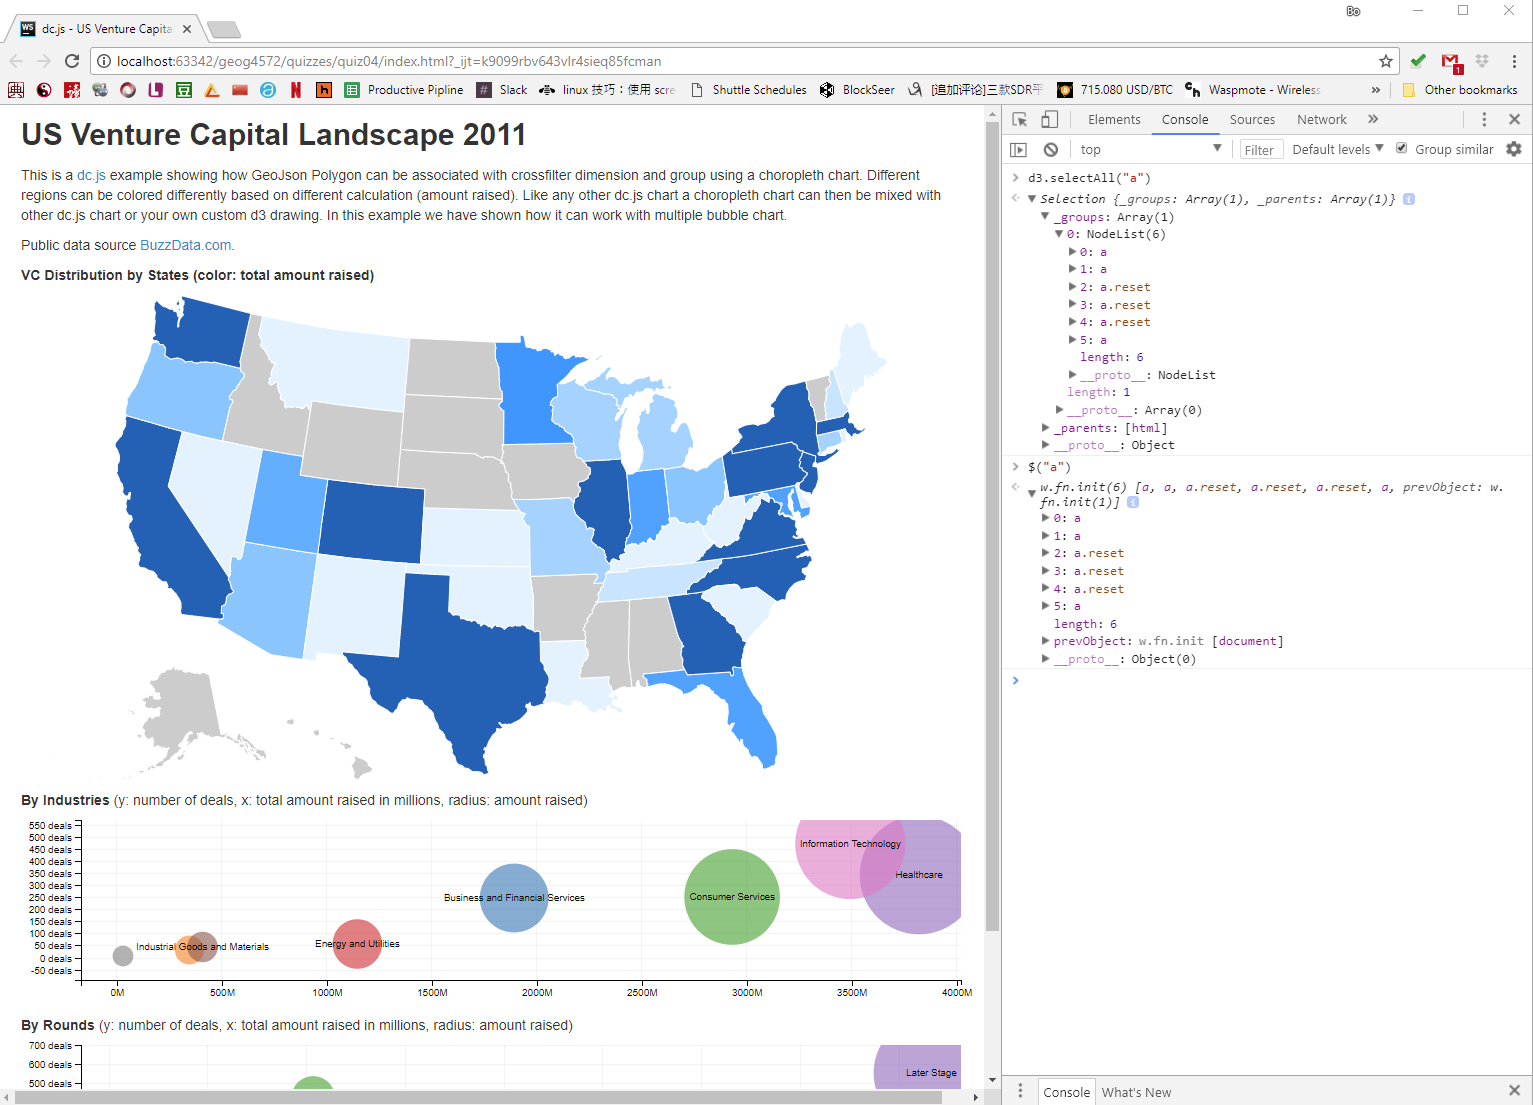 Bo
WS dc.js - US Venture Capita
localhost:63342/geog4572/quizzes/quiz04/index.html?_ijt=k9099rbv643vlr4sieq85fcman
1
Productive Pipline
Slack
linux 技巧：使用 scre
Shuttle Schedules
BlockSeer
[追加评论]三款SDR平
715.080 USD/BTC
Waspmote - Wireless
»
Other bookmarks
US Venture Capital Landscape 2011
This is a dc.js example showing how GeoJson Polygon can be associated with crossfilter dimension and group using a choropleth chart. Different
regions can be colored differently based on different calculation (amount raised). Like any other dc.js chart a choropleth chart can then be mixed with
other dc.js chart or your own custom d3 drawing. In this example we have shown how it can work with multiple bubble chart.
Public data source BuzzData.com.
VC Distribution by States (color: total amount raised)
By Industries (y: number of deals, x: total amount raised in millions, radius: amount raised)
550 deals
500 deals
450 deals
400 deals
350 deals
300 deals
250 deals
200 deals
150 deals
100 deals
50 deals
0 deals
-50 deals
Information Technology
Healthcare
Business and Financial Services
Consumer Services
Industrial Goods and Materials
Energy and Utilities
0M
500M
1000M
1500M
2000M
2500M
3000M
3500M
4000M
By Rounds (y: number of deals, x: total amount raised in millions, radius: amount raised)
700 deals
600 deals
500 deals
Later Stage
Elements Console Sources Network »
top Filter Default levels Group similar
d3.selectAll("a")
Selection {_groups: Array(1), _parents: Array(1)}
_groups: Array(1)
0: NodeList(6)
0: a
1: a
2: a.reset
3: a.reset
4: a.reset
5: a
length: 6
__proto__: NodeList
length: 1
__proto__: Array(0)
_parents: [html]
__proto__: Object
$("a")
w.fn.init(6) [a, a, a.reset, a.reset, a.reset, a, prevObject: w.
fn.init(1)]
0: a
1: a
2: a.reset
3: a.reset
4: a.reset
5: a
length: 6
prevObject: w.fn.init [document]
__proto__: Object(0)
Console What's New